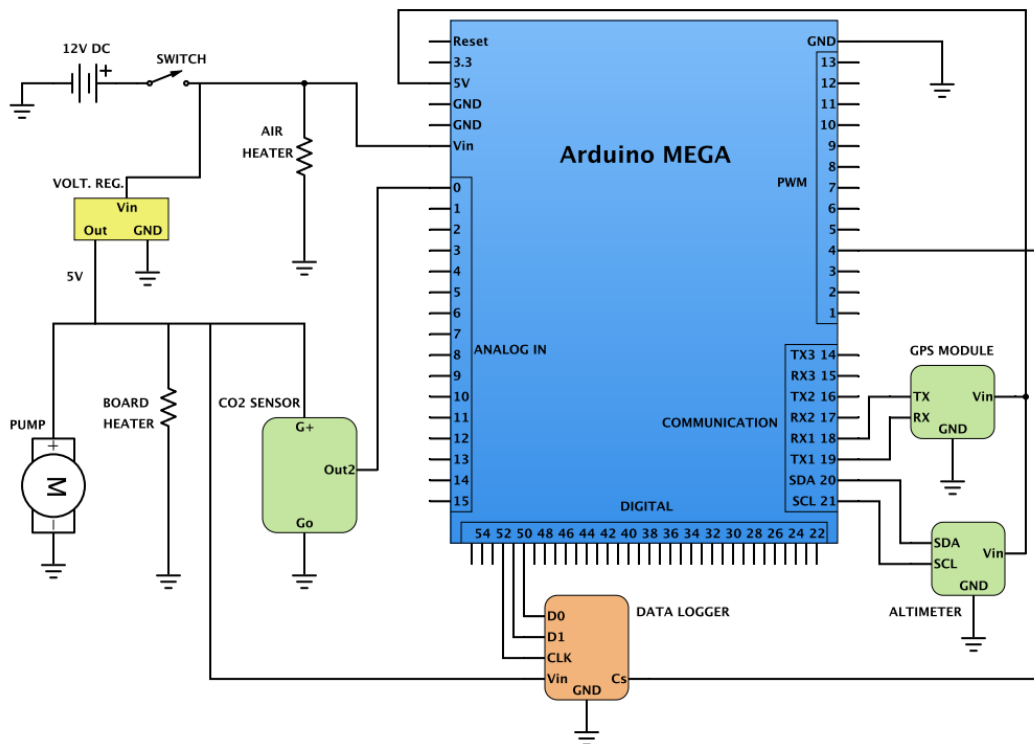 12V DC
+
SWITCH
AIR
HEATER
VOLT. REG.
Vin
Out
GND
5V
PUMP
+
M
−
BOARD
HEATER
CO2 SENSOR
G+
Out2
Go
Arduino MEGA
Reset
3.3
5V
GND
GND
Vin
0
1
2
3
4
5
6
7
8
9
10
11
12
13
14
15
ANALOG IN
GND
13
12
11
10
9
8
7
6
5
4
3
2
1
PWM
TX3 14
RX3 15
TX2 16
RX2 17
RX1 18
TX1 19
SDA 20
SCL 21
COMMUNICATION
DIGITAL
54 52 50 48 46 44 42 40 38 36 34 32 30 28 26 24 22
GPS MODULE
TX
RX
Vin
GND
SDA
SCL
Vin
GND
ALTIMETER
DATA LOGGER
D0
D1
CLK
Vin
Cs
GND